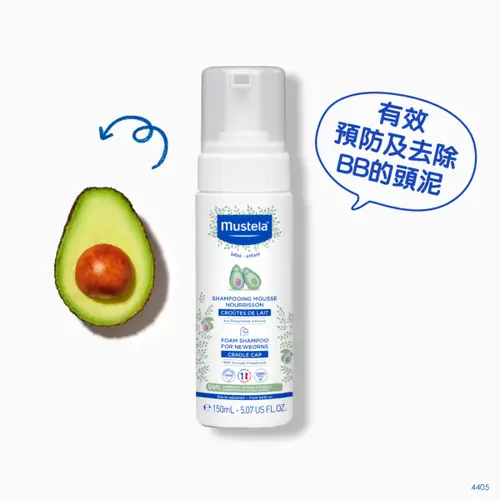 有效
預防及去除
BB的頭泥
mustela
bébé - enfant
SHAMPOOING MOUSSE
NOURRISSON
CROÛTES DE LAIT
FOAM SHAMPOO
FOR NEWBORNS
CRADLE CAP
99%
℮150mL - 5.07 US FL.OZ.
4405